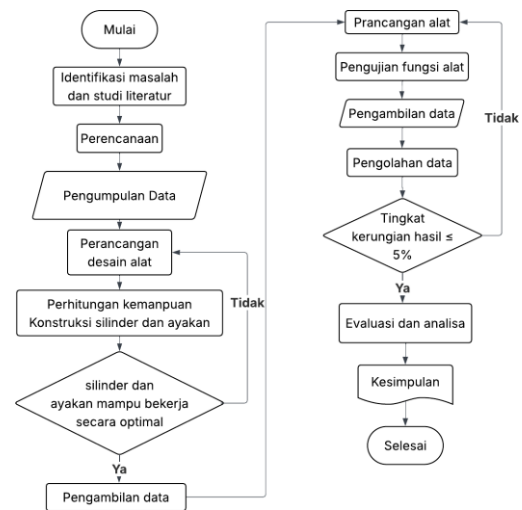 Mulai
Identifikasi masalah
dan studi literatur
Perencanaan
Pengumpulan Data
Perancangan
desain alat
Perhitungan kemanpuan
Konstruksi silinder dan ayakan
Tidak
silinder dan
ayakan mampu bekerja
secara optimal
Ya
Pengambilan data
Prancangan alat
Pengujian fungsi alat
Pengambilan data
Tidak
Pengolahan data
Tingkat
kerungian hasil ≤
5%
Ya
Evaluasi dan analisa
Kesimpulan
Selesai